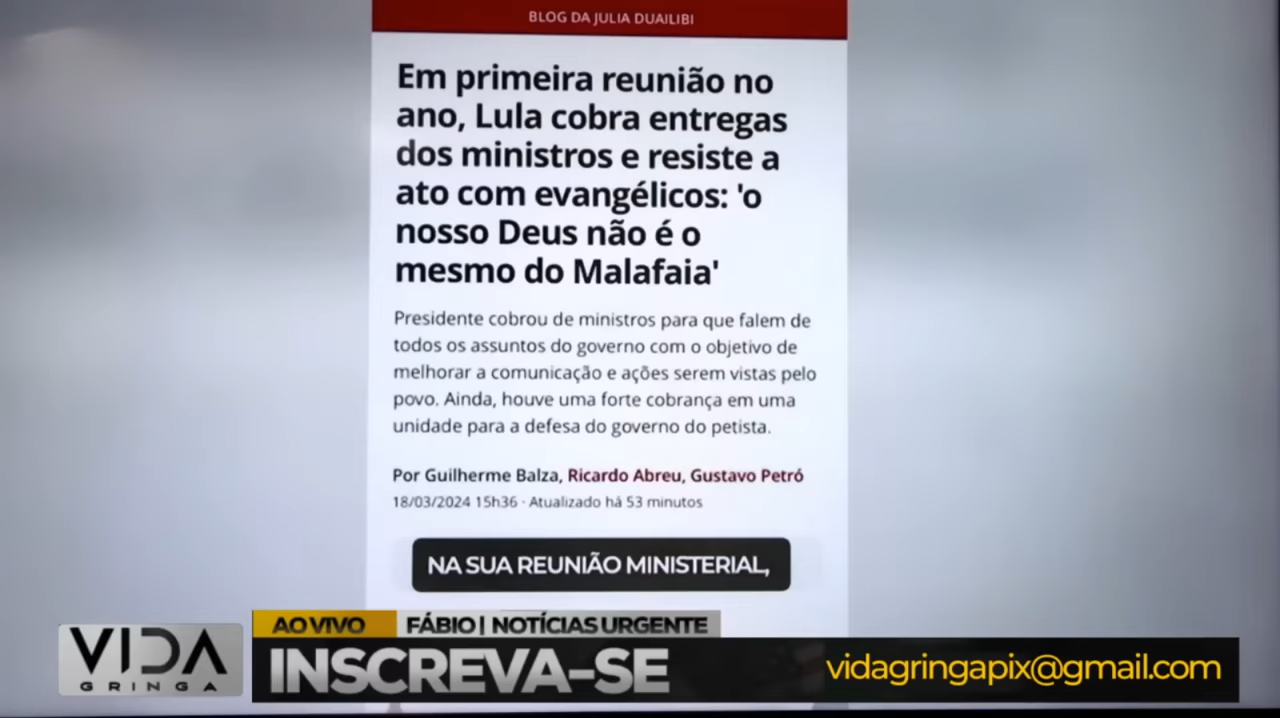 BLOG DA JULIA DUAILIBI
Em primeira reunião no
ano, Lula cobra entregas
dos ministros e resiste a
ato com evangélicos: 'o
nosso Deus não é o
mesmo do Malafaia'
Presidente cobrou de ministros para que falem de
todos os assuntos do governo com o objetivo de
melhorar a comunicação e ações serem vistas pelo
povo. Ainda, houve uma forte cobrança em uma
unidade para a defesa do governo do petista.
Por Guilherme Balza, Ricardo Abreu, Gustavo Petró
18/03/2024 15h36 · Atualizado há 53 minutos
NA SUA REUNIÃO MINISTERIAL,
AO VIVO FÁBIO | NOTÍCIAS URGENTE
VIDA
GRINGA
INSCREVA-SE
vidagringapix@gmail.com